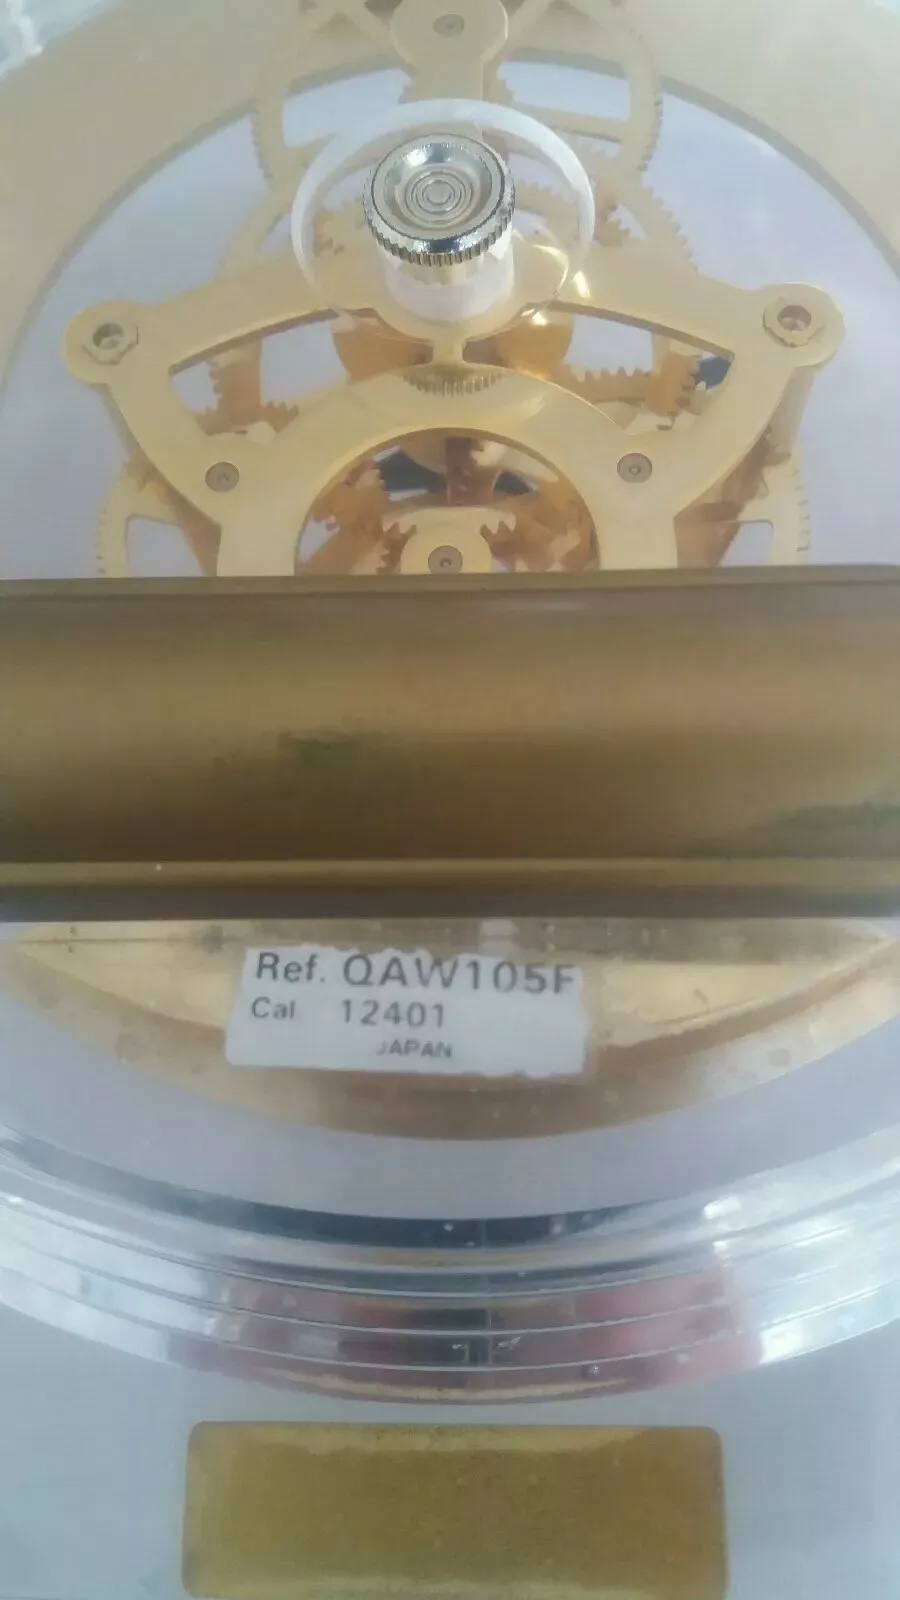 Ref. QAW105F
Cal 12401
JAPAN